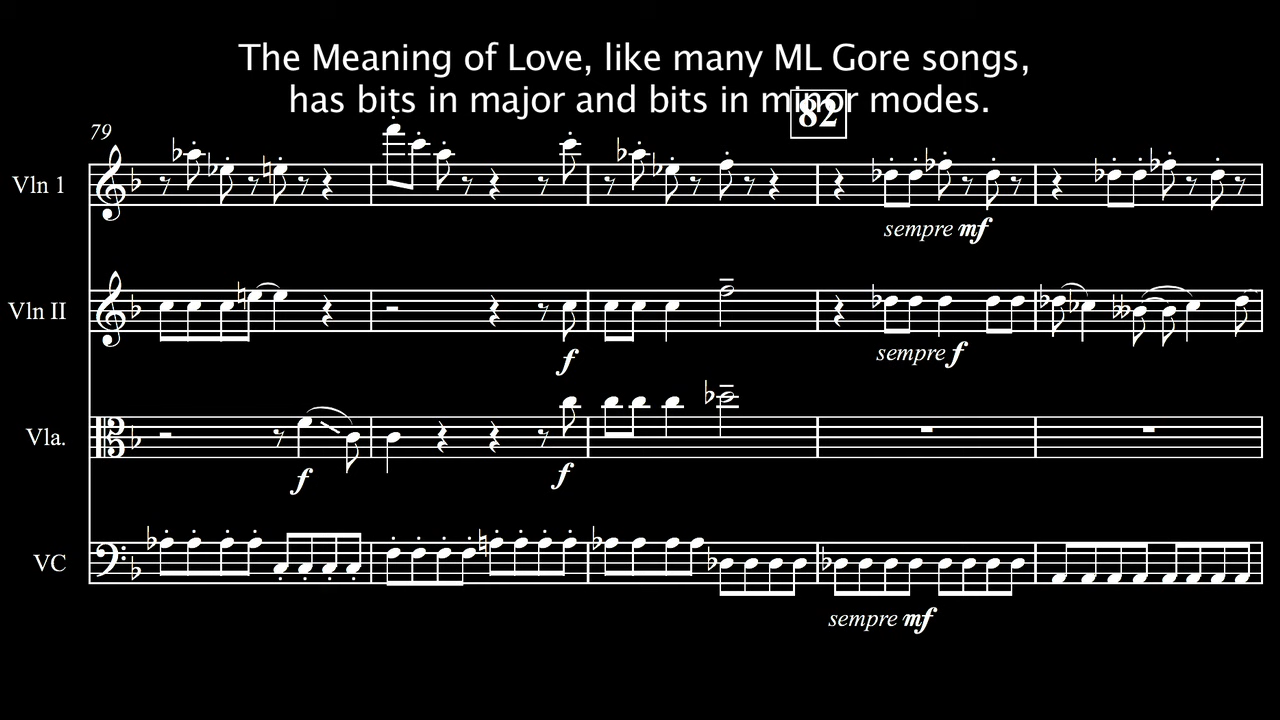 The Meaning of Love, like many ML Gore songs,
has bits in major and bits in minor modes.
82
79
Vln 1
sempre mf
Vln II
f
sempre f
Vla.
f
f
VC
sempre mf